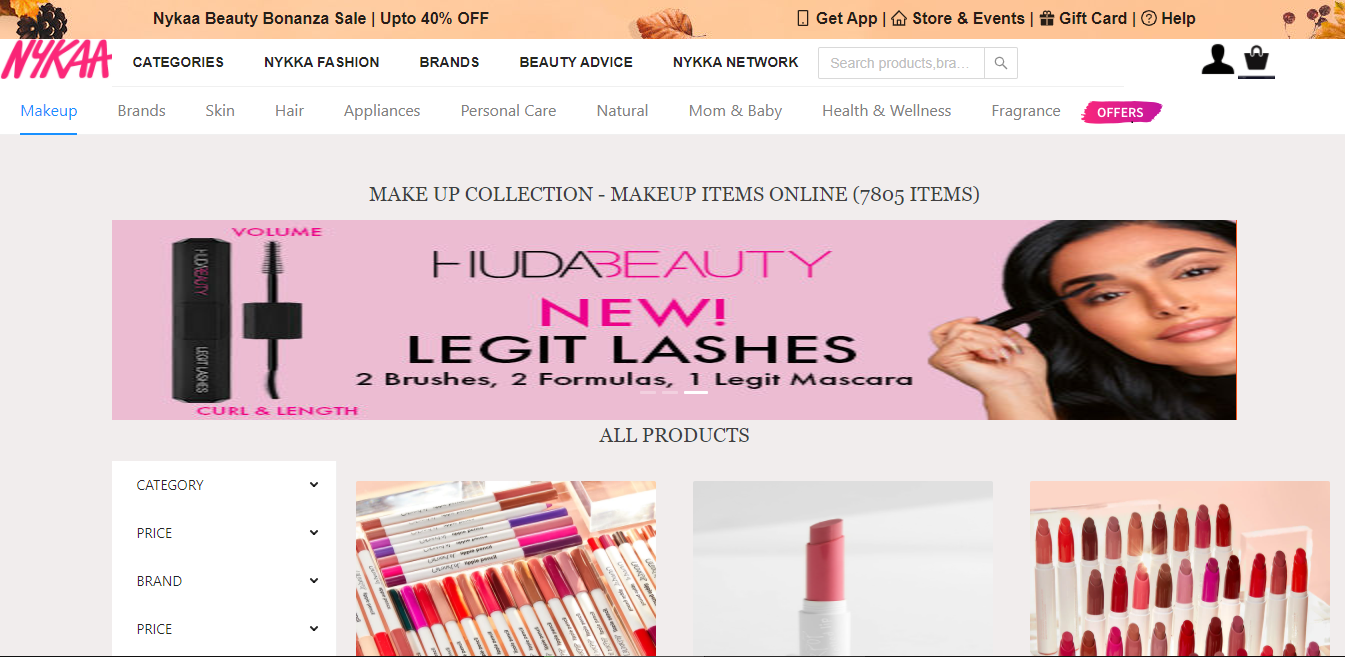 Nykaa Beauty Bonanza Sale | Upto 40% OFF
Get App | Store & Events | Gift Card | Help
NYKAA
CATEGORIES NYKKA FASHION BRANDS BEAUTY ADVICE NYKKA NETWORK
Search products,bra...
Makeup Brands Skin Hair Appliances Personal Care Natural Mom & Baby Health & Wellness Fragrance OFFERS
MAKE UP COLLECTION - MAKEUP ITEMS ONLINE (7805 ITEMS)
VOLUME
HUDABEAUTY
LEGIT LASHES
CURL & LENGTH
HUDABEAUTY
NEW!
LEGIT LASHES
2 Brushes, 2 Formulas, 1 Legit Mascara
ALL PRODUCTS
CATEGORY
PRICE
BRAND
PRICE